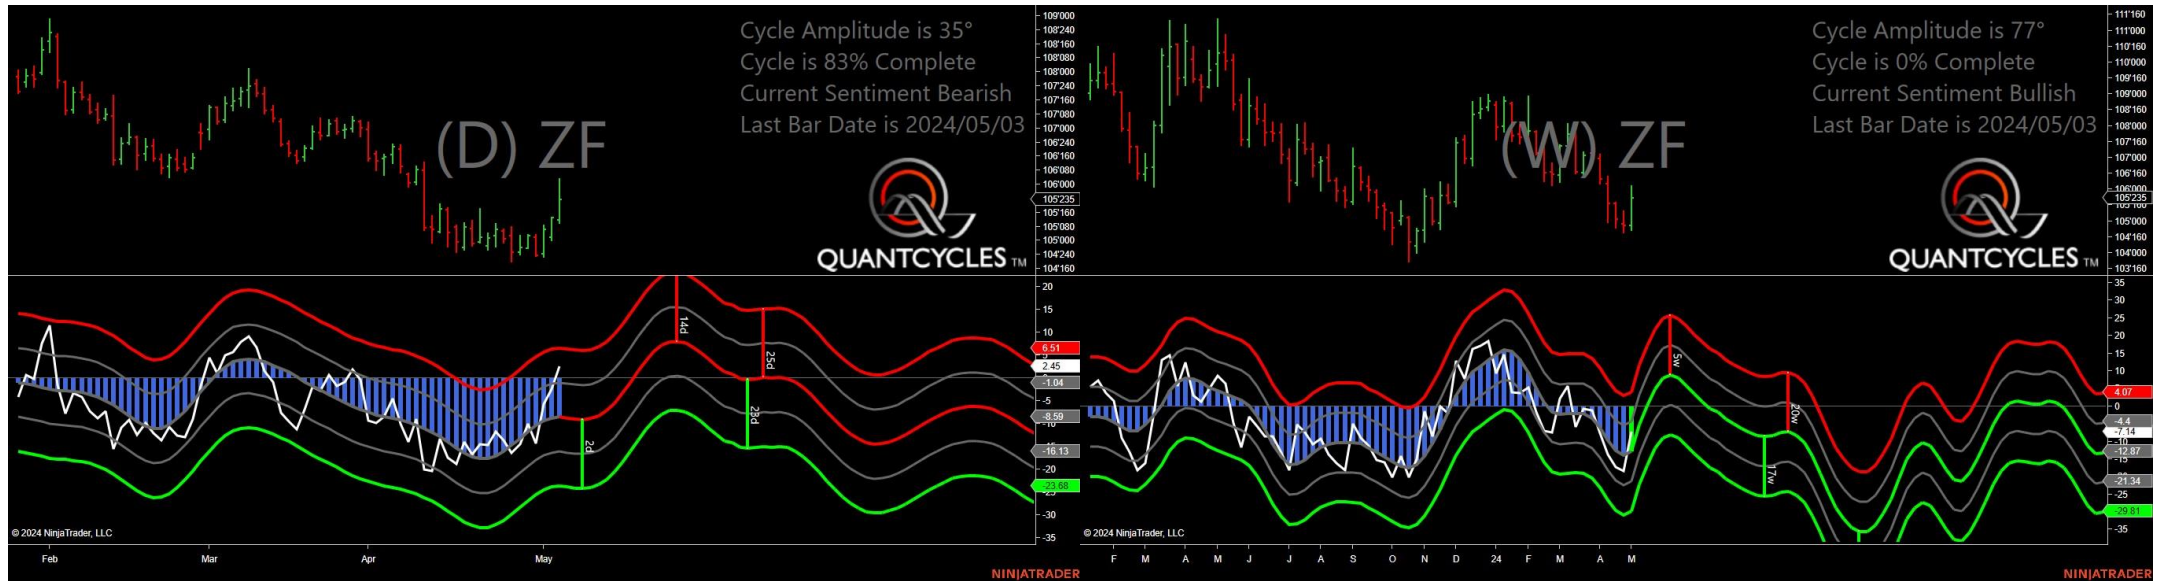 Cycle Amplitude is 35°
Cycle is 83% Complete
Current Sentiment Bearish
Last Bar Date is 2024/05/03
(D) ZF
QUANTCYCLES TM
109'000
108'240
108'160
108'080
108'000
107'240
107'160
107'080
107'000
106'240
106'160
106'080
106'000
105'235
105'160
105'080
105'000
104'240
104'160
20
15
10
6.51
2.45
-1.04
-5
-8.59
-10
-16.13
-20
-23.68
-25
-30
-35
14d
25d
23d
2d
© 2024 NinjaTrader, LLC
Feb Mar Apr May
NINJATRADER
Cycle Amplitude is 77°
Cycle is 0% Complete
Current Sentiment Bullish
Last Bar Date is 2024/05/03
(W) ZF
QUANTCYCLES TM
111'160
111'000
110'160
110'000
109'160
109'000
108'160
108'000
107'160
107'000
106'160
106'000
105'235
105'000
104'160
104'000
103'160
35
30
25
20
15
10
4.07
0
-4.4
-7.14
-10
-12.87
-15
-21.34
-25
-29.81
-35
5w
20w
17w
© 2024 NinjaTrader, LLC
F M A M J J A S O N D 24 F M A M
NINJATRADER